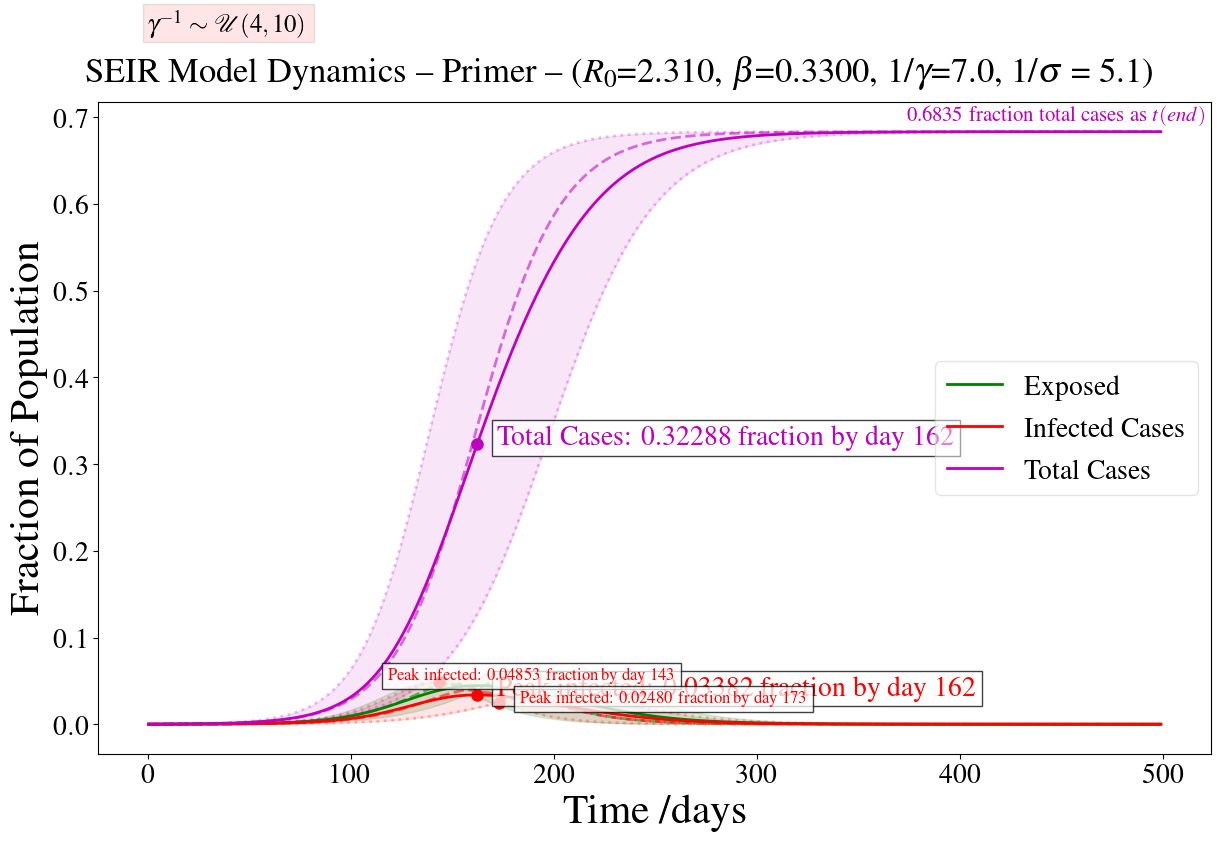 γ⁻¹ ∼ 𝒰 (4, 10)
SEIR Model Dynamics – Primer – (R₀=2.310, β=0.3300, 1/γ=7.0, 1/σ = 5.1)
0.6835 fraction total cases as t(end)
Fraction of Population
0.7
0.6
0.5
0.4
0.3
0.2
0.1
0.0
Exposed
Infected Cases
Total Cases
Total Cases: 0.32288 fraction by day 162
Peak infected: 0.04853 fraction by day 143
Peak infected: 0.03382 fraction by day 162
Peak infected: 0.02480 fraction by day 173
0 100 200 300 400 500
Time /days